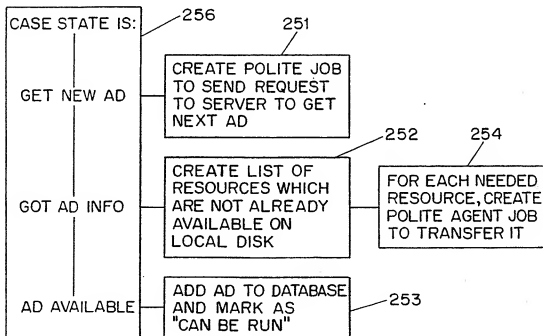 CASE STATE IS:
256
251
GET NEW AD
CREATE POLITE JOB
TO SEND REQUEST
TO SERVER TO GET
NEXT AD
252
254
GOT AD INFO
CREATE LIST OF
RESOURCES WHICH
ARE NOT ALREADY
AVAILABLE ON
LOCAL DISK
FOR EACH NEEDED
RESOURCE, CREATE
POLITE AGENT JOB
TO TRANSFER IT
AD AVAILABLE
ADD AD TO DATABASE
AND MARK AS
"CAN BE RUN"
253